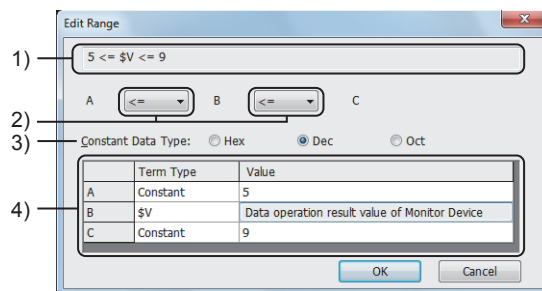 Edit Range
1)
5 <= $V <= 9
A <= B <= C
2)
3)
Constant Data Type: Hex Dec Oct
4)
Term Type Value
A Constant 5
B $V Data operation result value of Monitor Device
C Constant 9
OK Cancel